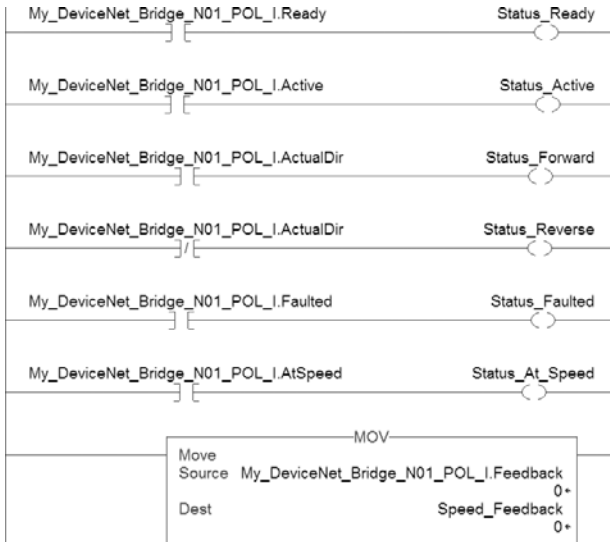 My_DeviceNet_Bridge_N01_POL_I.Ready Status_Ready
My_DeviceNet_Bridge_N01_POL_I.Active Status_Active
My_DeviceNet_Bridge_N01_POL_I.ActualDir Status_Forward
My_DeviceNet_Bridge_N01_POL_I.ActualDir Status_Reverse
My_DeviceNet_Bridge_N01_POL_I.Faulted Status_Faulted
My_DeviceNet_Bridge_N01_POL_I.AtSpeed Status_At_Speed
MOV
Move
Source My_DeviceNet_Bridge_N01_POL_I.Feedback
0
Dest Speed_Feedback
0